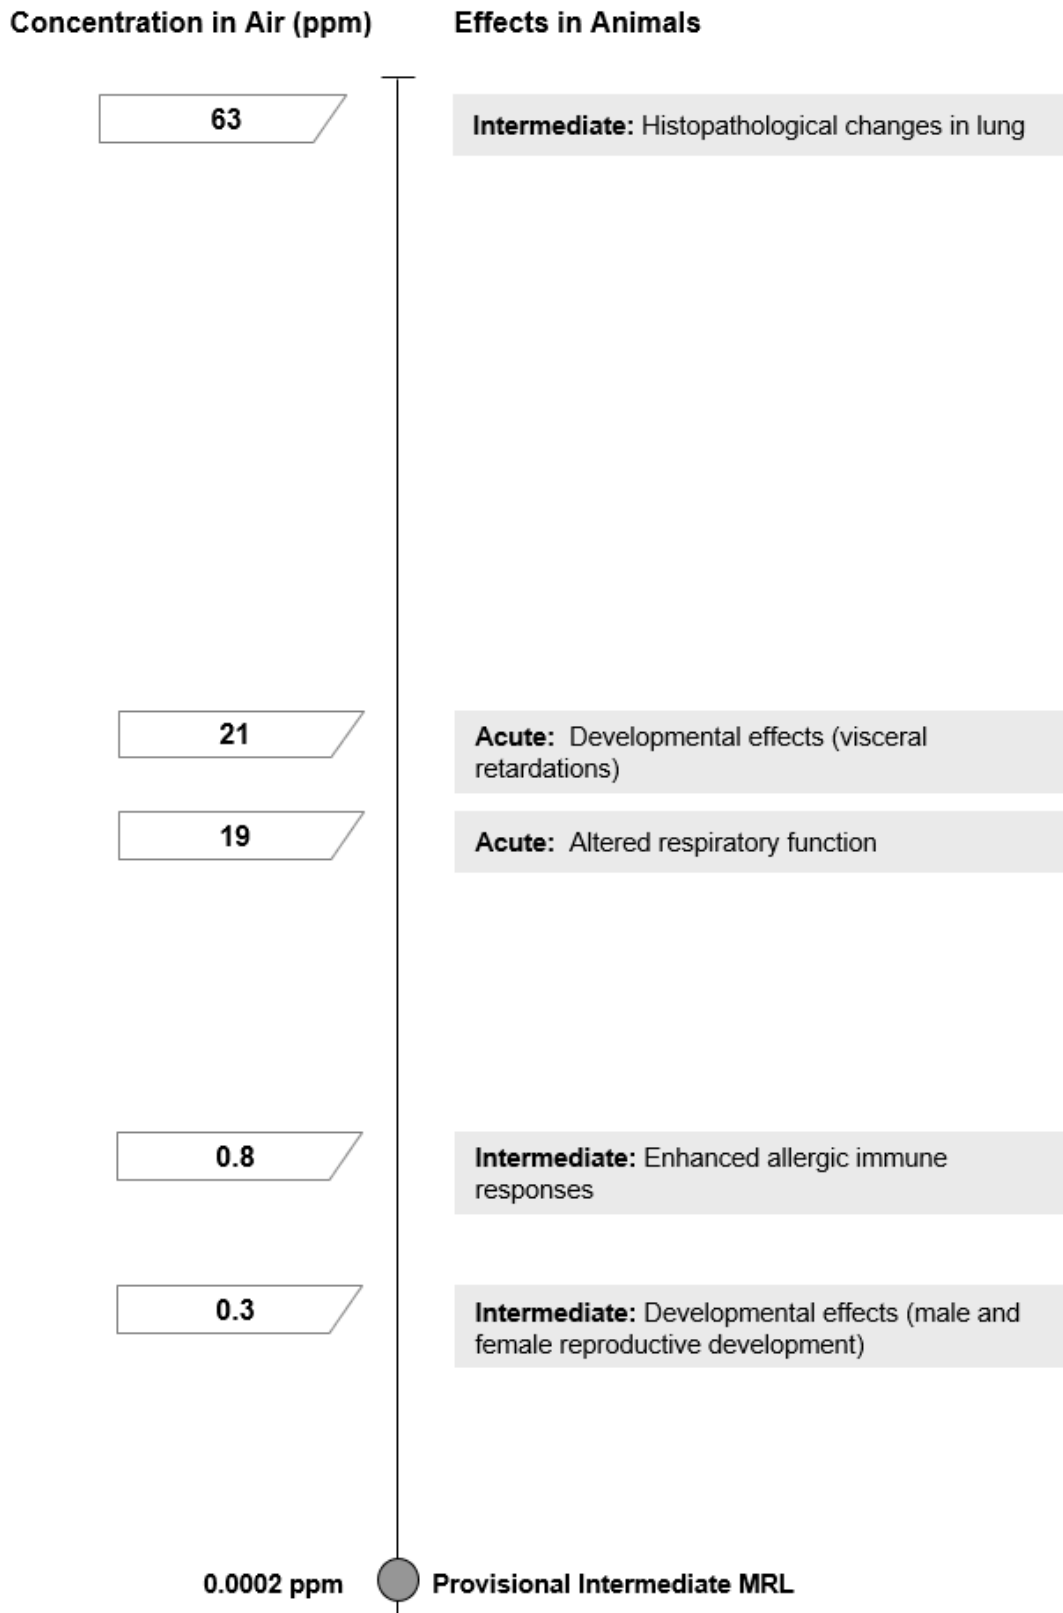 Concentration in Air (ppm)
Effects in Animals
63
Intermediate: Histopathological changes in lung
21
Acute: Developmental effects (visceral
retardations)
19
Acute: Altered respiratory function
0.8
Intermediate: Enhanced allergic immune
responses
0.3
Intermediate: Developmental effects (male and
female reproductive development)
0.0002 ppm
Provisional Intermediate MRL